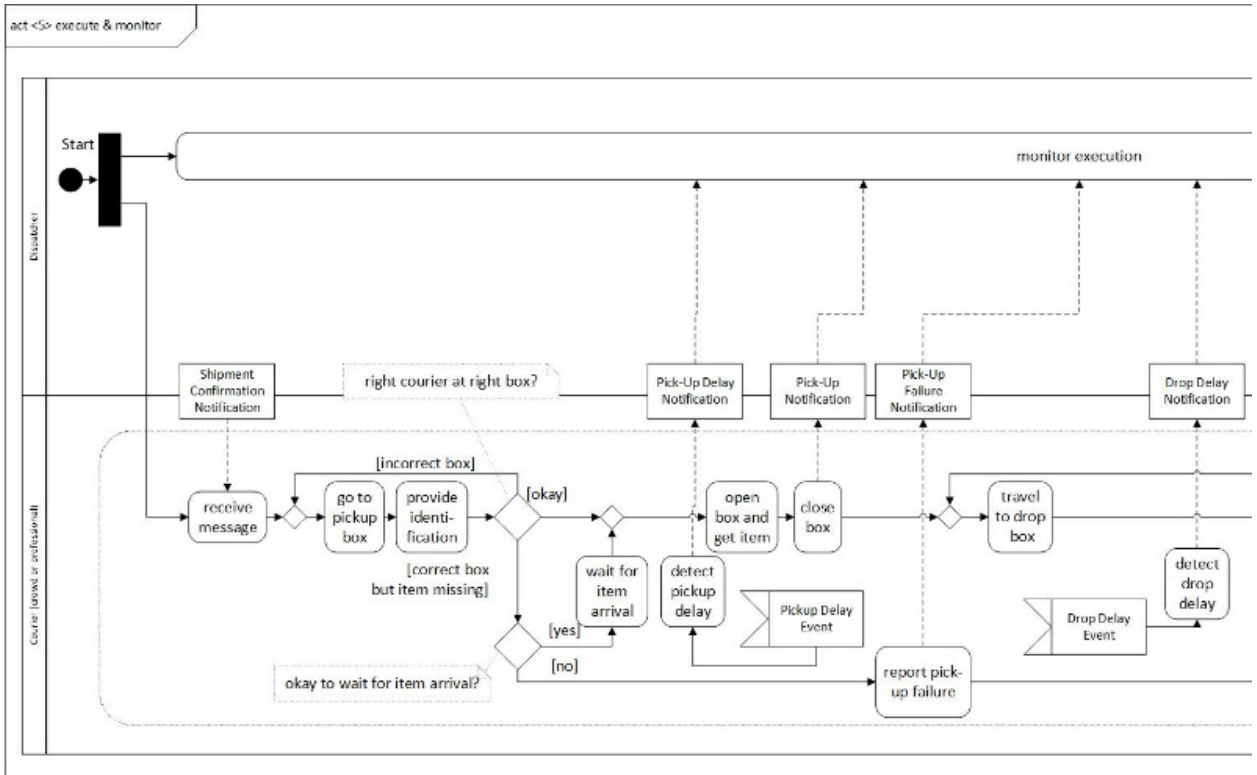 act <5> execute & monitor
Start
monitor execution
Dispatcher
Shipment
Confirmation
Notification
right courier at right box?
Pick-Up Delay
Notification
Pick-Up
Notification
Pick-Up
Failure
Notification
Drop Delay
Notification
Courier (crowd or professional)
[incorrect box]
[okay]
receive
message
go to
pickup
box
provide
identi-
fication
open
box and
get item
close
box
travel
to drop
box
[correct box
but item missing]
wait for
item
arrival
detect
pickup
delay
Pickup Delay
Event
Drop Delay
Event
detect
drop
delay
[yes]
[no]
okay to wait for item arrival?
report pick-
up failure